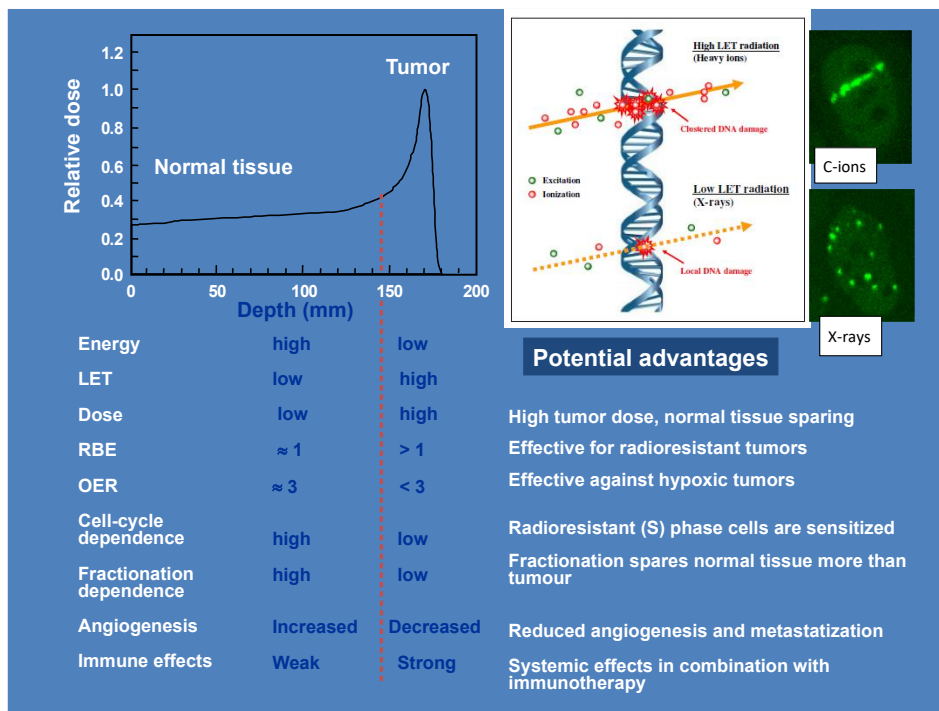 1.2
1.0
0.8
0.6
0.4
0.2
0.0
Relative dose
Tumor
Normal tissue
0 50 100 150 200
Depth (mm)
High LET radiation
(Heavy ions)
Clustered DNA damage
Excitation
Ionization
Low LET radiation
(X-rays)
Local DNA damage
C-ions
X-rays
Potential advantages
Energy high low
LET low high
Dose low high
High tumor dose, normal tissue sparing
RBE ≈ 1 > 1
Effective for radioresistant tumors
OER ≈ 3 < 3
Effective against hypoxic tumors
Cell-cycle
dependence high low
Radioresistant (S) phase cells are sensitized
Fractionation
dependence high low
Fractionation spares normal tissue more than
tumour
Angiogenesis Increased Decreased
Reduced angiogenesis and metastatization
Immune effects Weak Strong
Systemic effects in combination with
immunotherapy